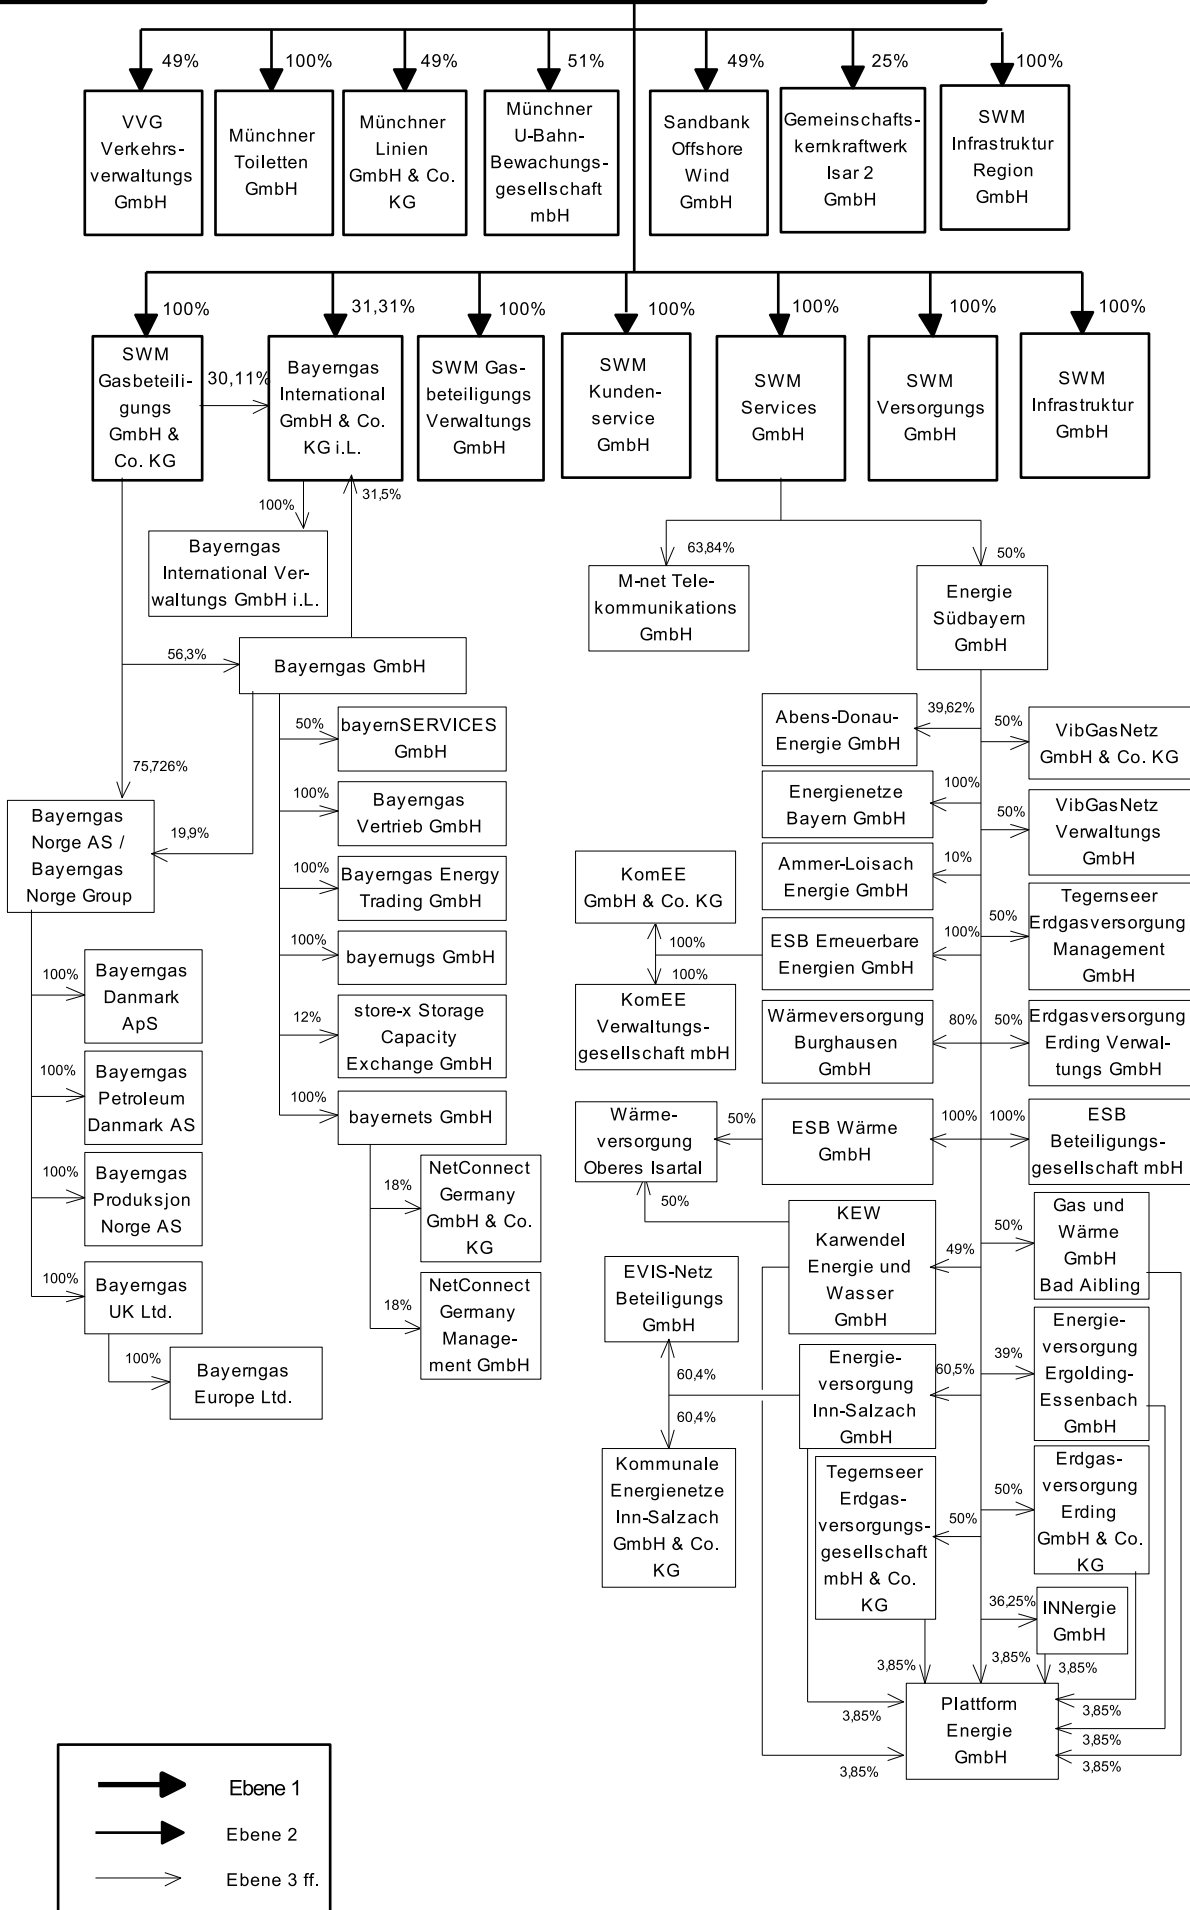 49%
100%
49%
51%
49%
25%
100%
VVG
Verkehrs-
verwaltungs
GmbH
Münchner
Toiletten
GmbH
Münchner
Linien
GmbH & Co.
KG
Münchner
U-Bahn-
Bewachungs-
gesellschaft
mbH
Sandbank
Offshore
Wind
GmbH
Gemeinschafts-
kernkraftwerk
Isar 2
GmbH
SWM
Infrastruktur
Region
GmbH
100%
31,31%
100%
100%
100%
100%
100%
SWM
Gasbeteili-
gungs
GmbH &
Co. KG
30,11%
Bayerngas
International
GmbH & Co.
KG i.L.
SWM Gas-
beteiligungs
Verwaltungs
GmbH
SWM
Kunden-
service
GmbH
SWM
Services
GmbH
SWM
Versorgungs
GmbH
SWM
Infrastruktur
GmbH
100%
31,5%
Bayerngas
International Ver-
waltungs GmbH i.L.
63,84%
50%
M-net Tele-
kommunikations
GmbH
Energie
Südbayern
GmbH
56,3%
Bayerngas GmbH
50%
bayernSERVICES
GmbH
100%
Bayerngas
Vertrieb GmbH
100%
Bayerngas Energy
Trading GmbH
100%
bayernugs GmbH
12%
store-x Storage
Capacity
Exchange GmbH
100%
bayernets GmbH
18%
NetConnect
Germany
GmbH & Co.
KG
18%
NetConnect
Germany
Manage-
ment GmbH
75,726%
19,9%
Bayerngas
Norge AS /
Bayerngas
Norge Group
100%
Bayerngas
Danmark
ApS
100%
Bayerngas
Petroleum
Danmark AS
100%
Bayerngas
Produksjon
Norge AS
100%
Bayerngas
UK Ltd.
100%
Bayerngas
Europe Ltd.
39,62%
Abens-Donau-
Energie GmbH
50%
VibGasNetz
GmbH & Co. KG
100%
Energienetze
Bayern GmbH
50%
VibGasNetz
Verwaltungs
GmbH
10%
Ammer-Loisach
Energie GmbH
50%
Tegernseer
Erdgasversorgung
Management
GmbH
100%
ESB Erneuerbare
Energien GmbH
KomEE
GmbH & Co. KG
100%
100%
KomEE
Verwaltungs-
gesellschaft mbH
80%
Wärmeversorgung
Burghausen
GmbH
50%
Erdgasversorgung
Erding Verwal-
tungs GmbH
100%
ESB Wärme
GmbH
50%
Wärme-
versorgung
Oberes Isartal
50%
100%
ESB
Beteiligungs-
gesellschaft mbH
49%
KEW
Karwendel
Energie und
Wasser
GmbH
50%
Gas und
Wärme
GmbH
Bad Aibling
EVIS-Netz
Beteiligungs
GmbH
60,4%
60,4%
Kommunale
Energienetze
Inn-Salzach
GmbH & Co.
KG
60,5%
Energie-
versorgung
Inn-Salzach
GmbH
39%
Energie-
versorgung
Ergolding-
Essenbach
GmbH
50%
Tegernseer
Erdgas-
versorgungs-
gesellschaft
mbH & Co.
KG
50%
Erdgas-
versorgung
Erding
GmbH & Co.
KG
36,25%
INNergie
GmbH
3,85%
3,85%
3,85%
3,85%
3,85%
3,85%
3,85%
3,85%
Plattform
Energie
GmbH
Ebene 1
Ebene 2
Ebene 3 ff.